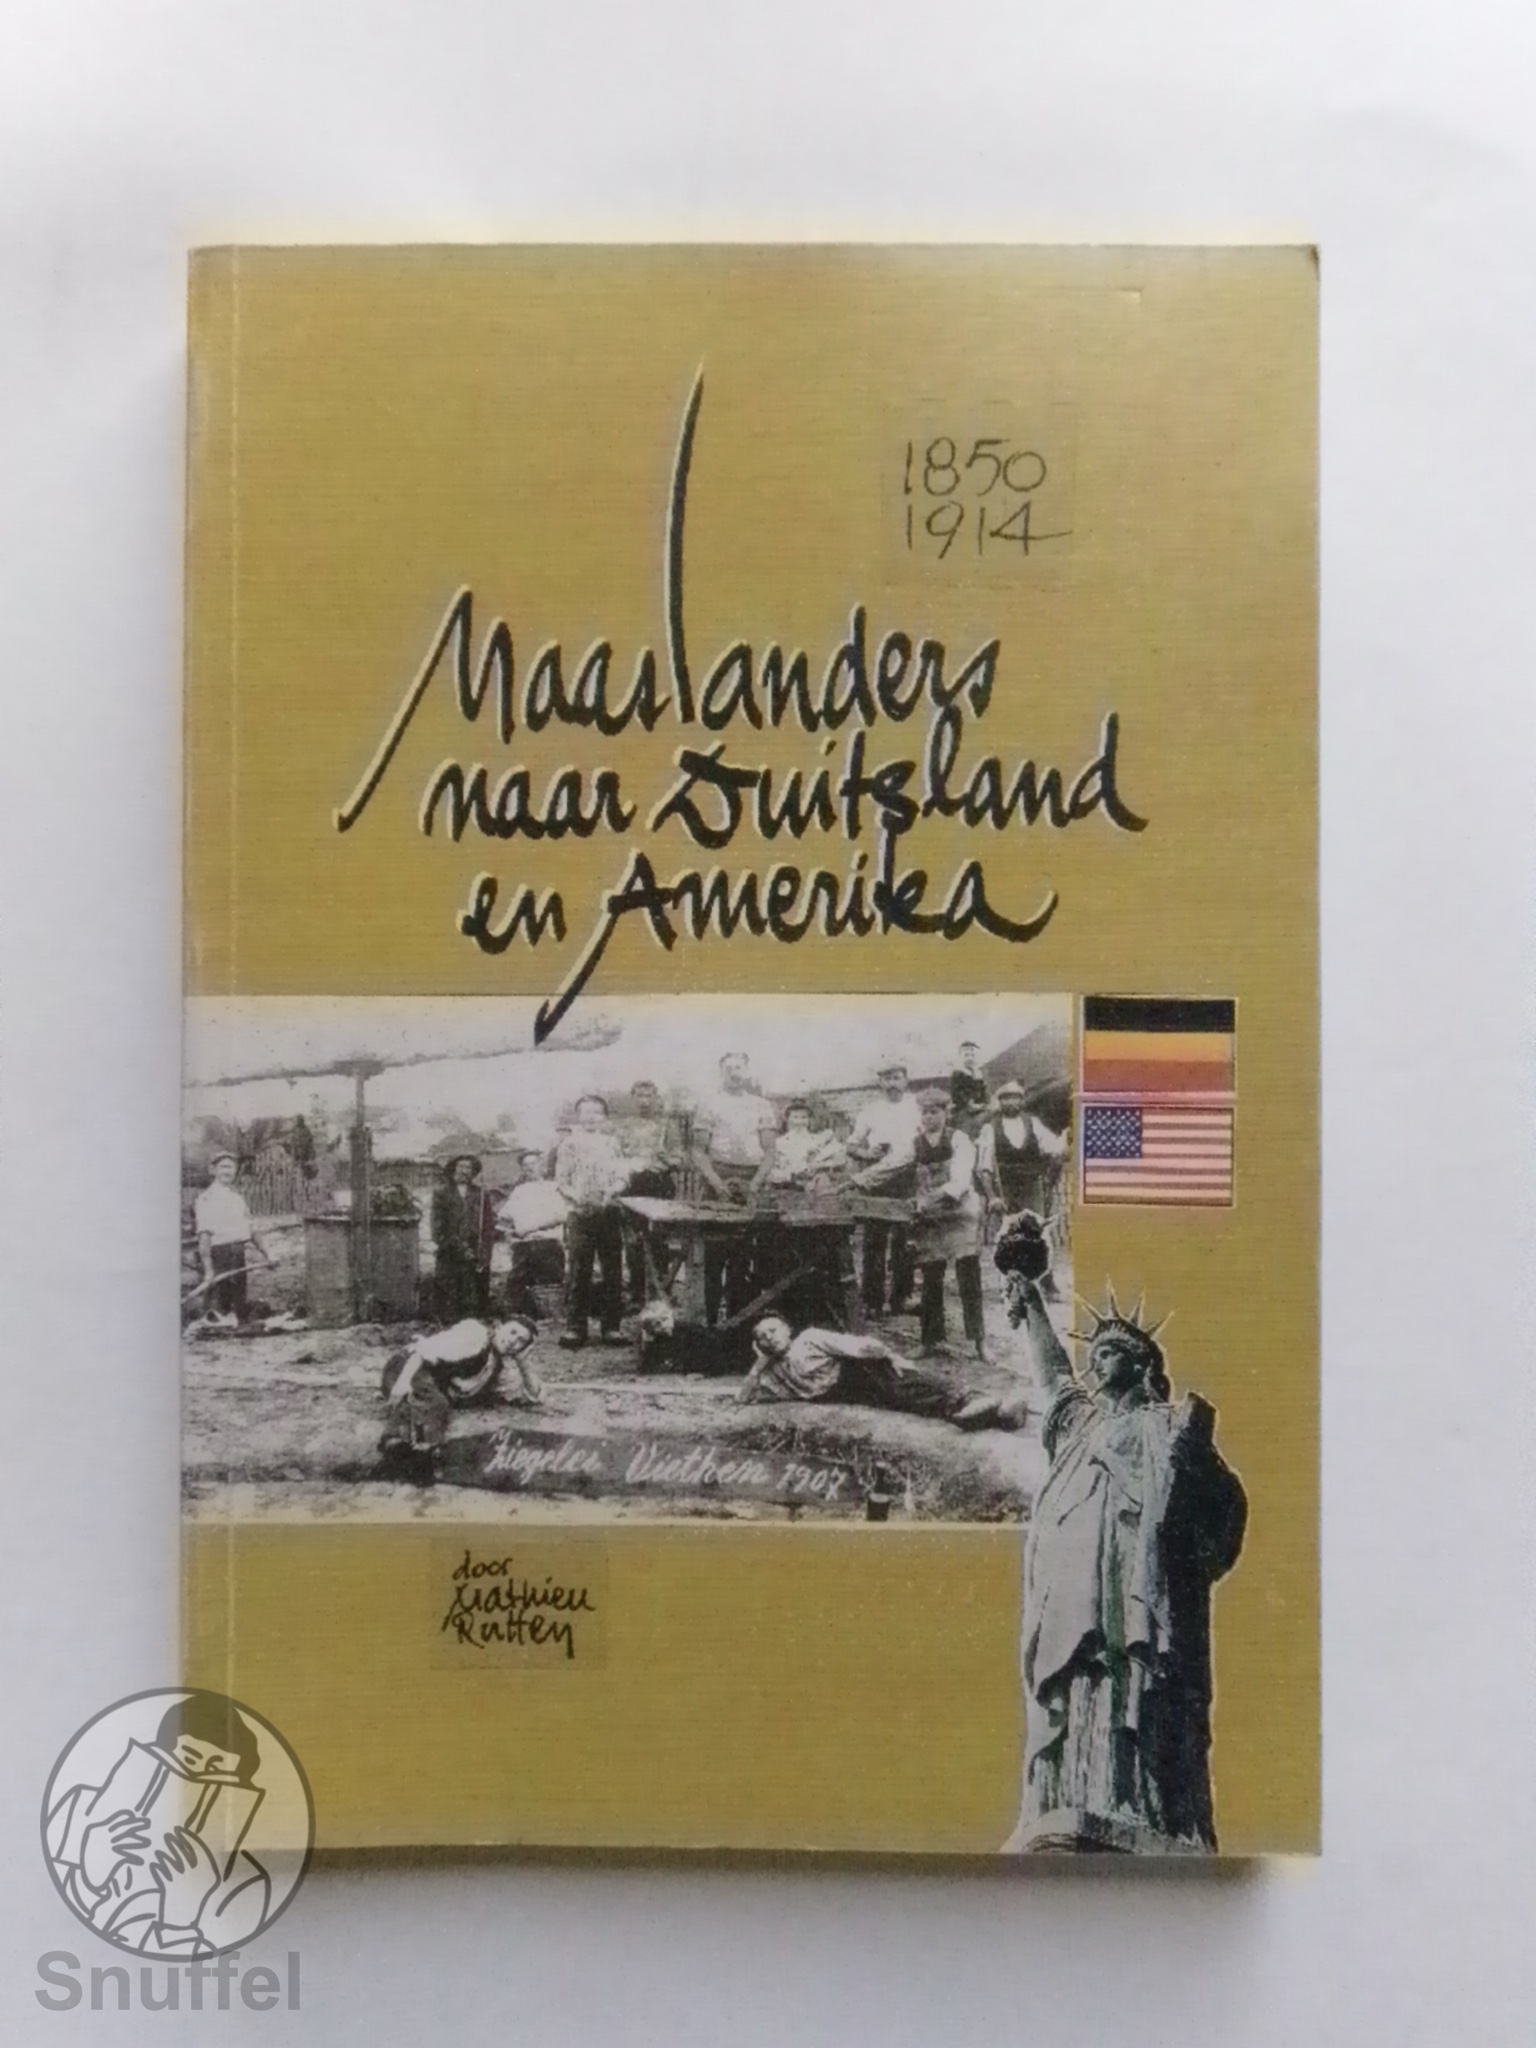 1850
1914
Maaslanders
naar Duitsland
en Amerika
Ziegelei Viethen 1907
door
Mathieu
Rutten
Snuffel